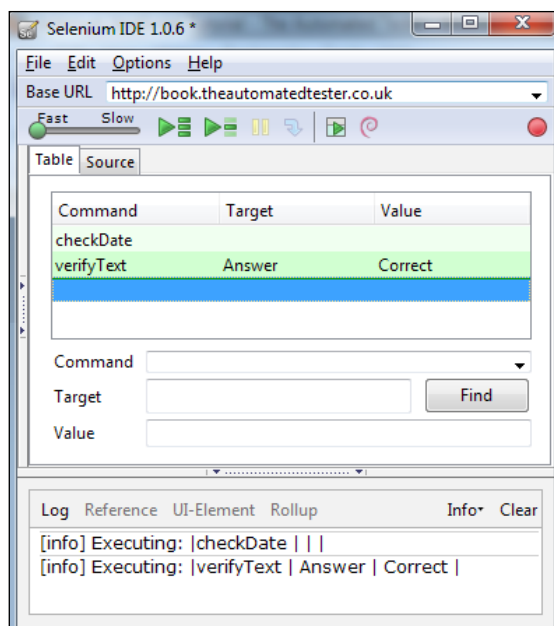 Selenium IDE 1.0.6 *
File Edit Options Help
Base URL http://book.theautomatedtester.co.uk
Fast Slow
Table Source
Command Target Value
checkDate
verifyText Answer Correct
Command
Target Find
Value
Log Reference UI-Element Rollup Info Clear
[info] Executing: |checkDate | | |
[info] Executing: |verifyText | Answer | Correct |